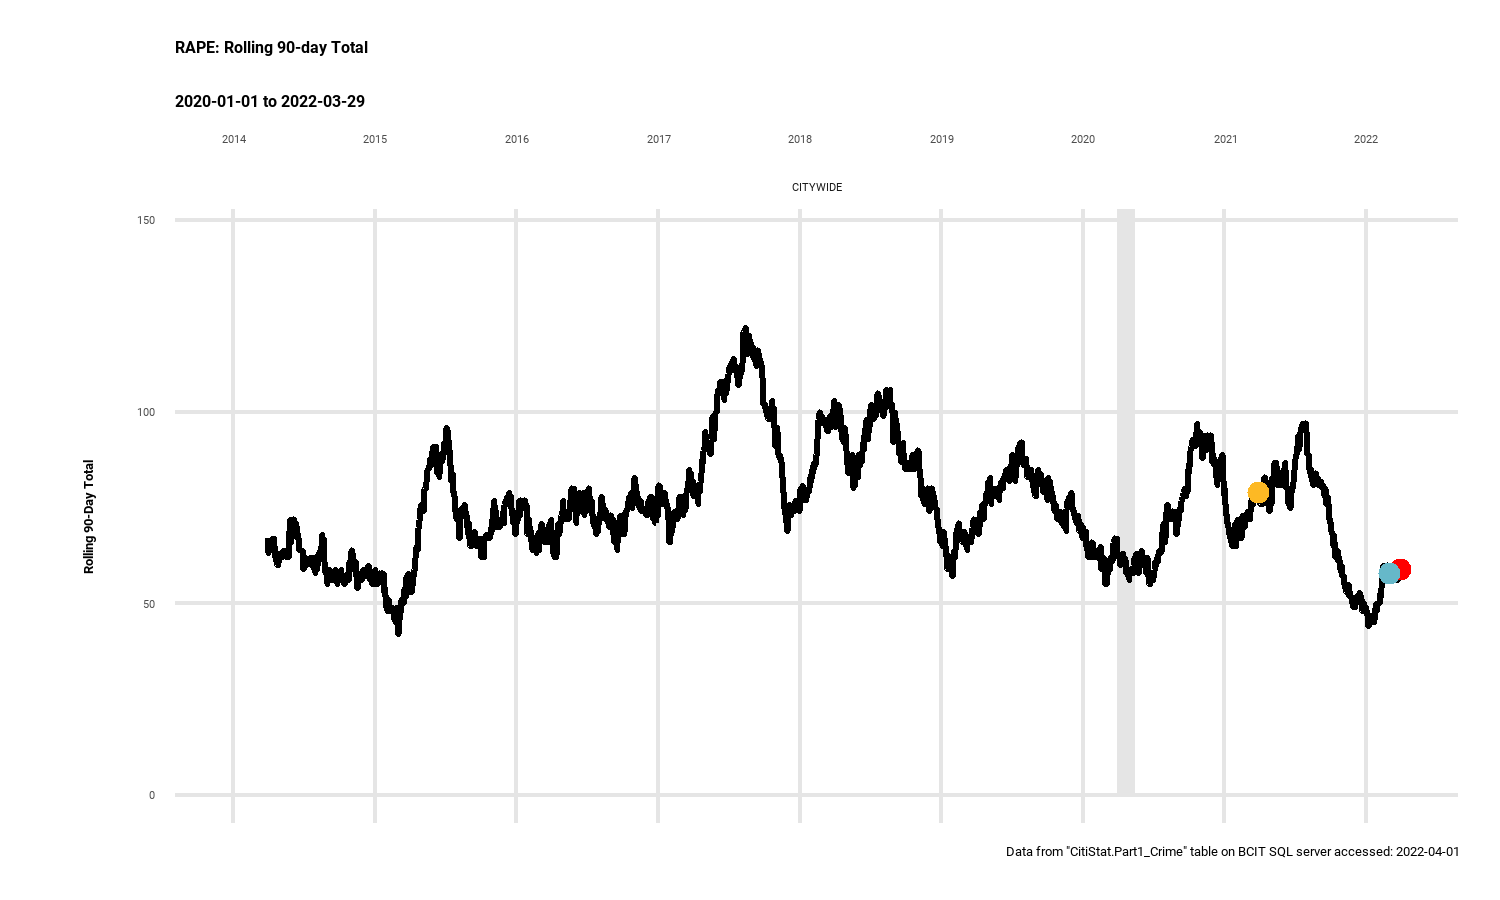 RAPE: Rolling 90-day Total
2020-01-01 to 2022-03-29
2014 2015 2016 2017 2018 2019 2020 2021 2022
CITYWIDE
150
100
50
0
Rolling 90-Day Total
Data from "CitiStat.Part1_Crime" table on BCIT SQL server accessed: 2022-04-01